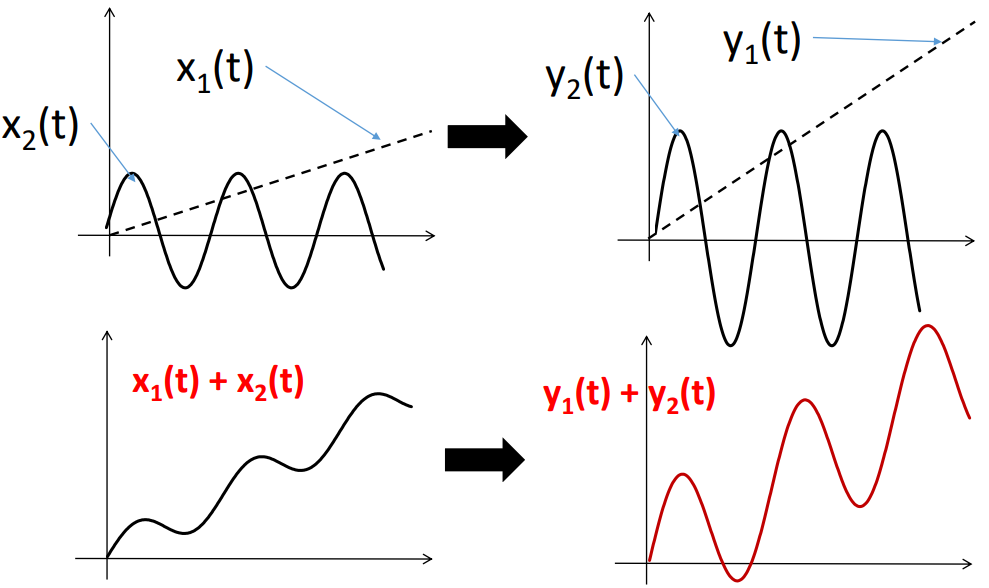 x₁(t)
x₂(t)
y₁(t)
y₂(t)
x₁(t) + x₂(t)
y₁(t) + y₂(t)